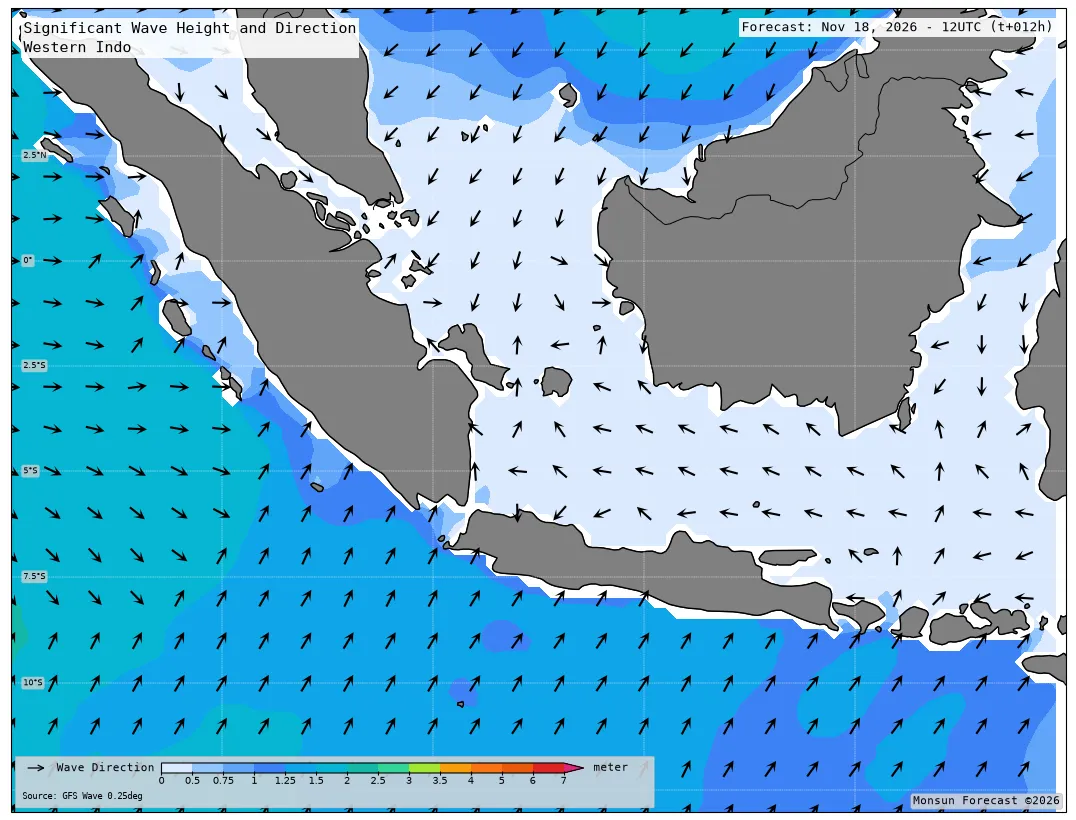 Significant Wave Height and Direction
Western Indo
Forecast: Nov 18, 2026 - 12UTC (t+012h)
2.5°N
0°
2.5°S
5°S
7.5°S
10°S
Wave Direction
meter
0 0.5 0.75 1 1.25 1.5 2 2.5 3 3.5 4 5 6 7
Source: GFS Wave 0.25deg
Monsun Forecast ©2026